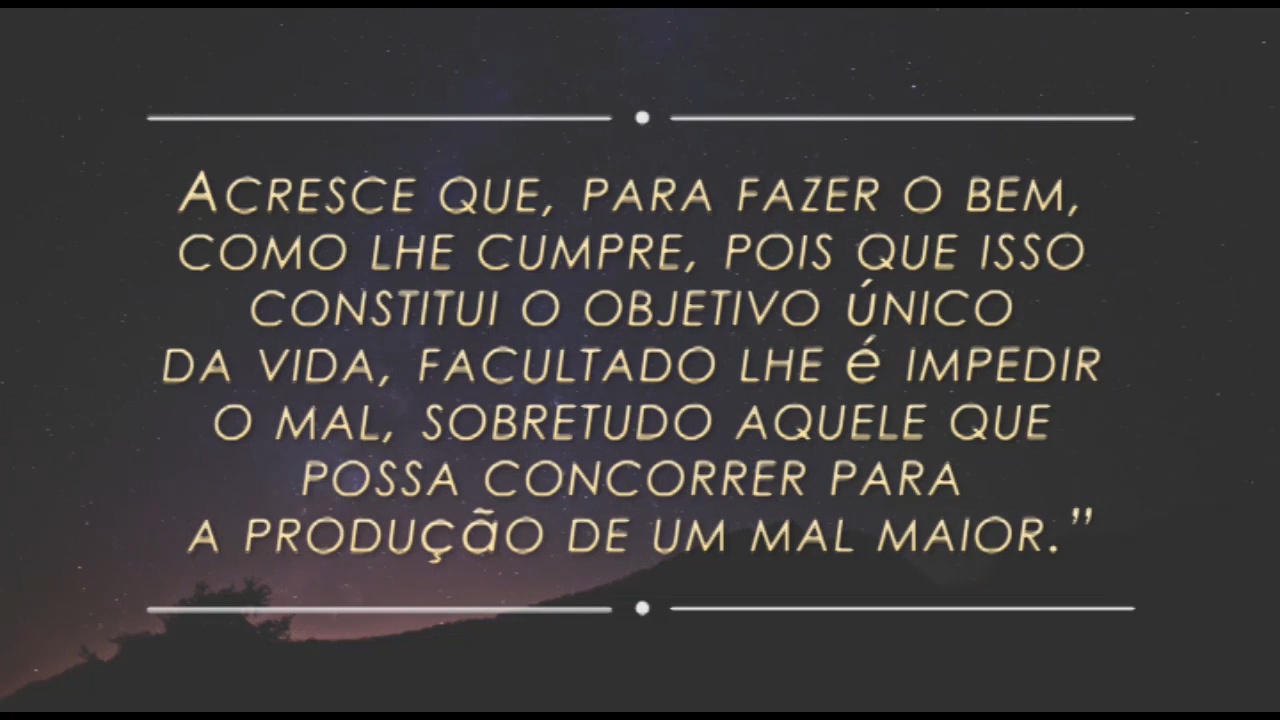 ACRESCE QUE, PARA FAZER O BEM,
COMO LHE CUMPRE, POIS QUE ISSO
CONSTITUI O OBJETIVO ÚNICO
DA VIDA, FACULTADO LHE é IMPEDIR
O MAL, SOBRETUDO AQUELE QUE
POSSA CONCORRER PARA
A PRODUçãO DE UM MAL MAIOR.”